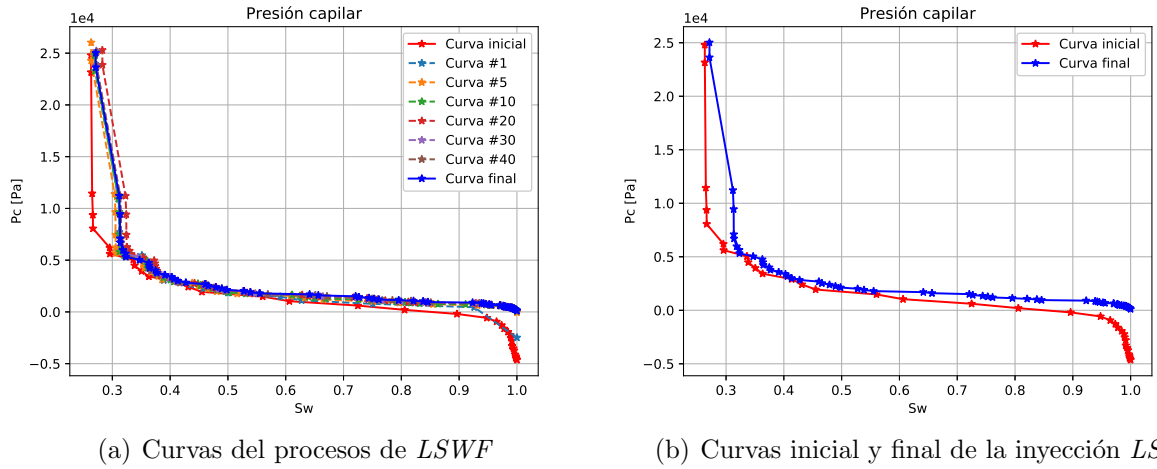 Presión capilar
1e4
2.5
2.0
1.5
1.0
0.5
0.0
−0.5
Pc [Pa]
0.3 0.4 0.5 0.6 0.7 0.8 0.9 1.0
Sw
Curva inicial
Curva #1
Curva #5
Curva #10
Curva #20
Curva #30
Curva #40
Curva final
(a) Curvas del procesos de LSWF
Presión capilar
1e4
2.5
2.0
1.5
1.0
0.5
0.0
−0.5
Pc [Pa]
0.3 0.4 0.5 0.6 0.7 0.8 0.9 1.0
Sw
Curva inicial
Curva final
(b) Curvas inicial y final de la inyección